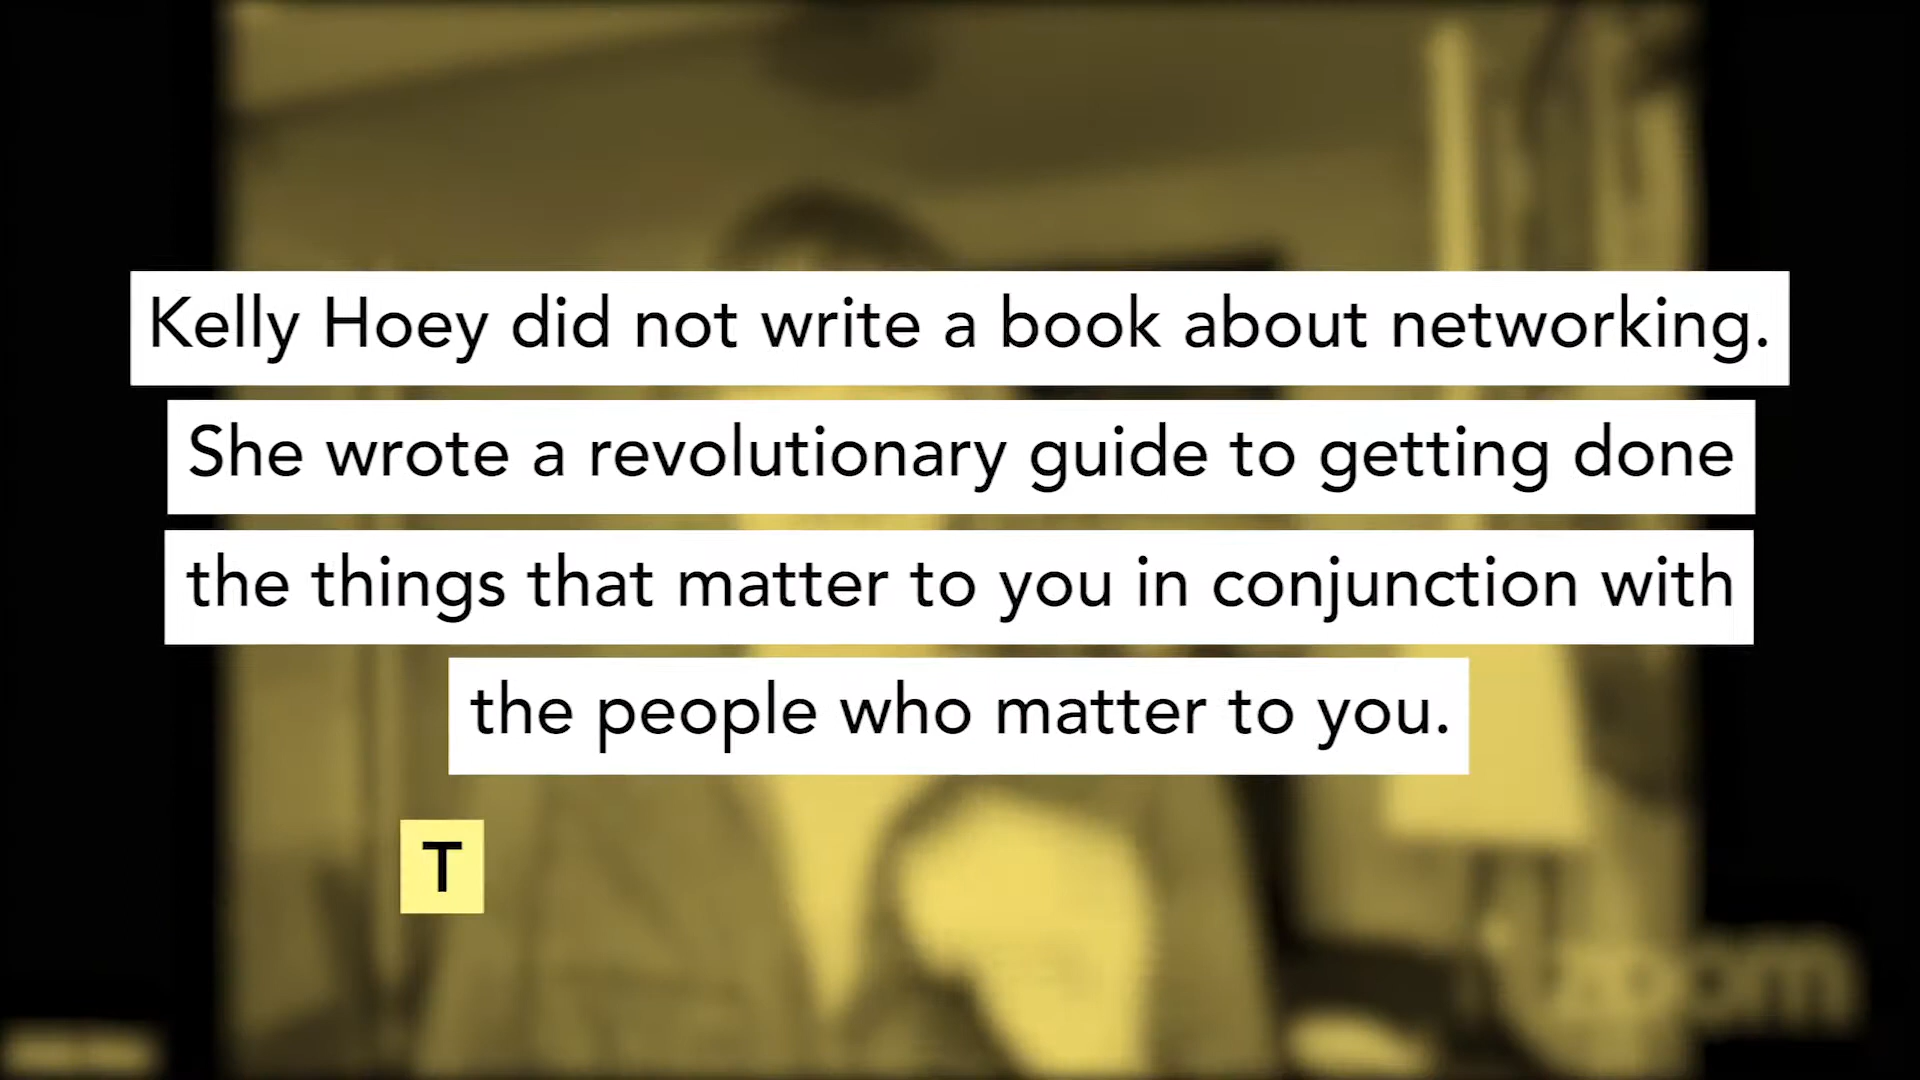 Kelly Hoey did not write a book about networking.
She wrote a revolutionary guide to getting done
the things that matter to you in conjunction with
the people who matter to you.
T
zoom